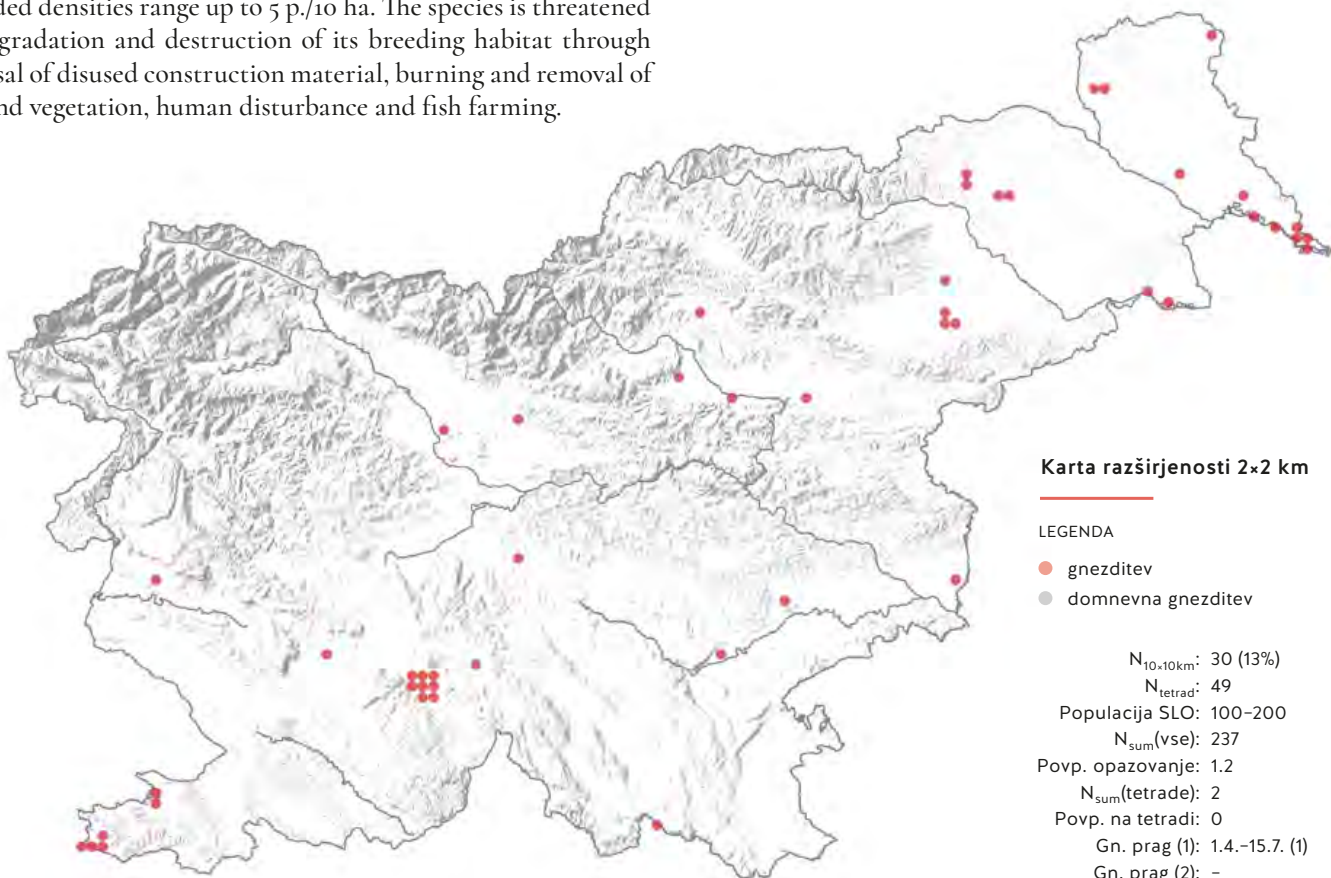 densities range up to 5 p./10 ha. The species is threatened
and destruction of its breeding habitat through
of disused construction material, burning and removal of
vegetation, human disturbance and fish farming.
Karta razširjenosti 2×2 km
LEGENDA
gnezditev
domnevna gnezditev
N10×10km: 30 (13%)
Ntetrad: 49
Populacija SLO: 100–200
Nsum(vse): 237
Povp. opazovanje: 1.2
Nsum(tetrade): 2
Povp. na tetradi: 0
Gn. prag (1): 1.4.–15.7. (1)
Gn. prag (2): –